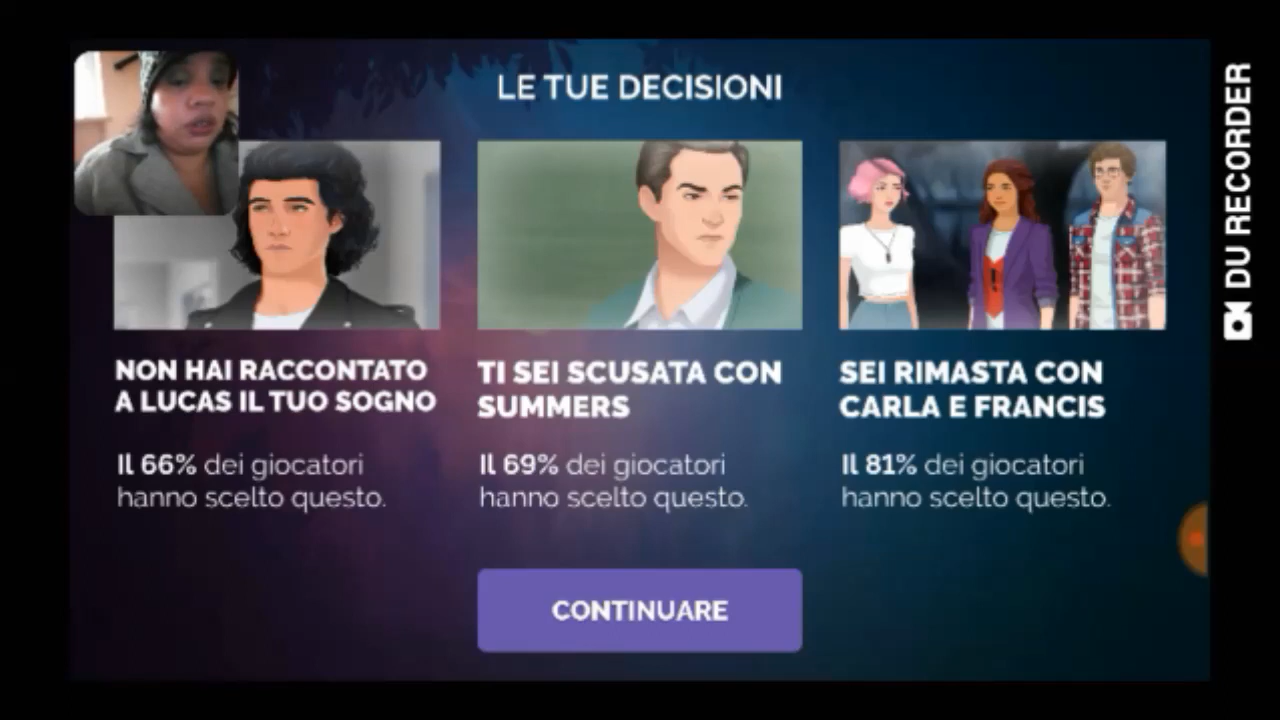 LE TUE DECISIONI
NON HAI RACCONTATO
A LUCAS IL TUO SOGNO
Il 66% dei giocatori
hanno scelto questo.
TI SEI SCUSATA CON
SUMMERS
Il 69% dei giocatori
hanno scelto questo.
SEI RIMASTA CON
CARLA E FRANCIS
Il 81% dei giocatori
hanno scelto questo.
CONTINUARE
DU RECORDER